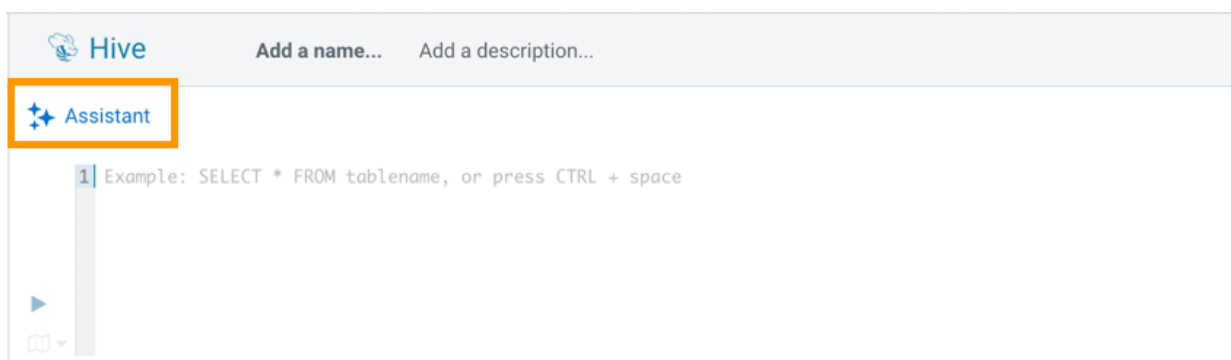 Hive Add a name... Add a description...
Assistant
1 Example: SELECT * FROM tablename, or press CTRL + space